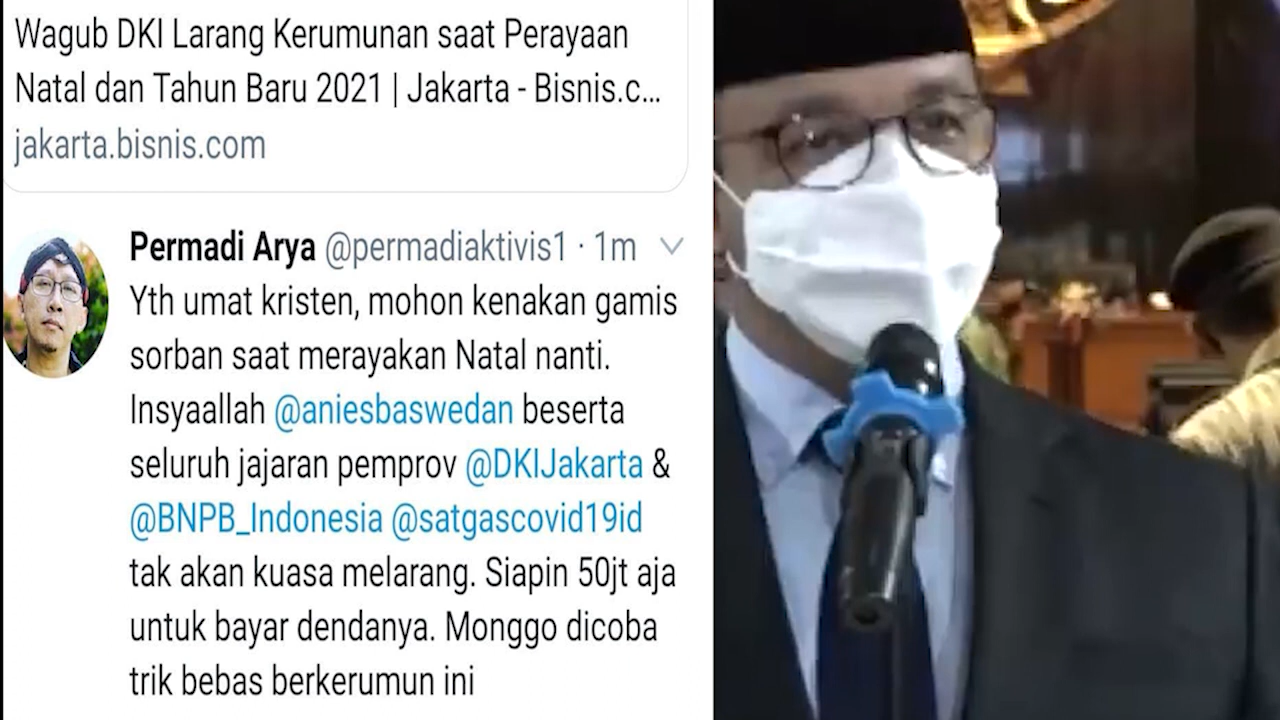 Wagub DKI Larang Kerumunan saat Perayaan
Natal dan Tahun Baru 2021 | Jakarta - Bisnis.c...
jakarta.bisnis.com
Permadi Arya @permadiaktivis1 · 1m
Yth umat kristen, mohon kenakan gamis
sorban saat merayakan Natal nanti.
Insyaallah @aniesbaswedan beserta
seluruh jajaran pemprov @DKIJakarta &
@BNPB_Indonesia @satgascovid19id
tak akan kuasa melarang. Siapin 50jt aja
untuk bayar dendanya. Monggo dicoba
trik bebas berkerumun ini